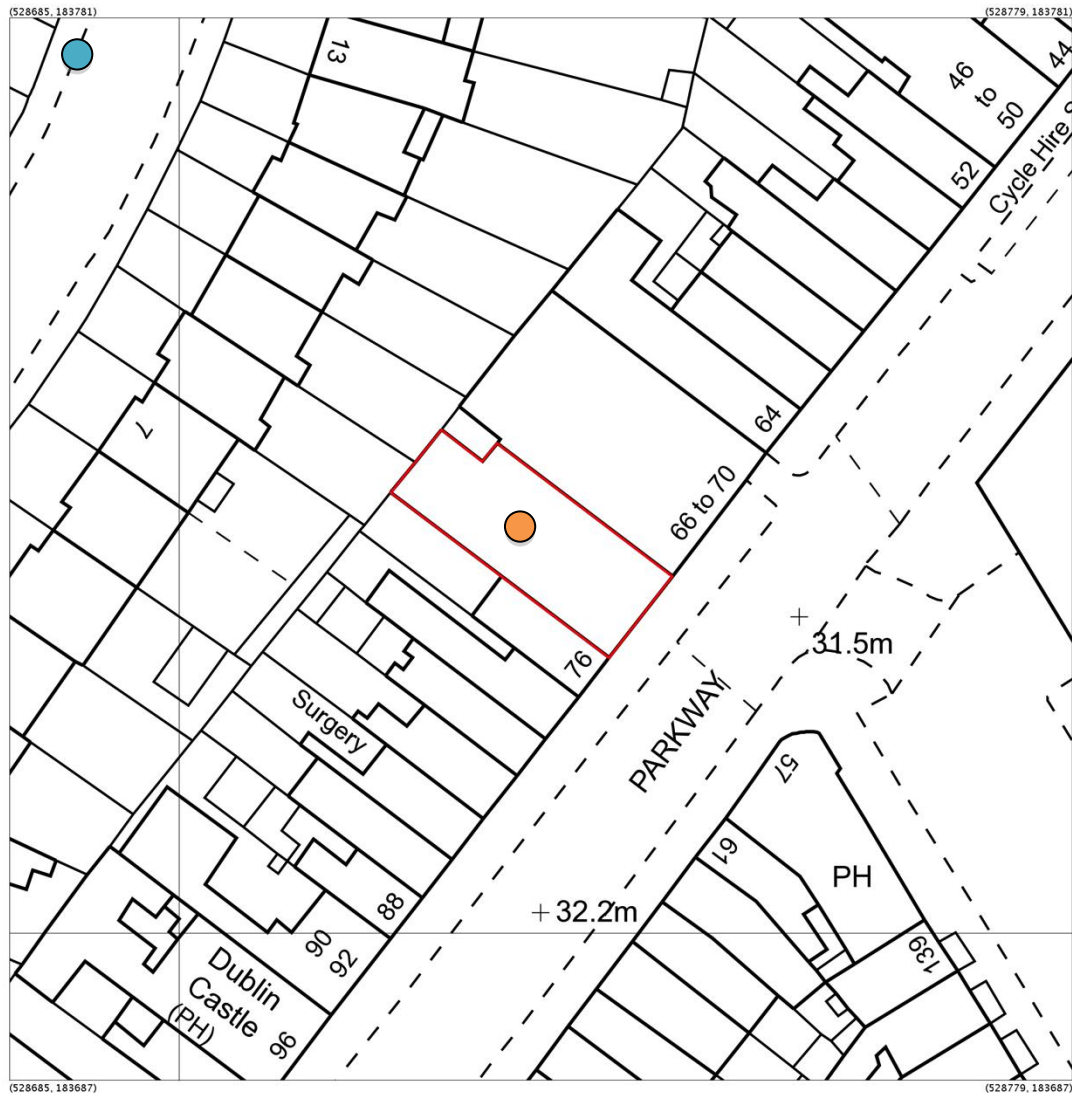 (528685, 183781)
(528779, 183781)
13
44
46
to
50
Cycle Hire
52
64
7
66 to 70
31.5m
76
PARKWAY
Surgery
57
61
PH
88
32.2m
139
90
92
Dublin
Castle
(PH)
96
(528685, 183687)
(528779, 183687)